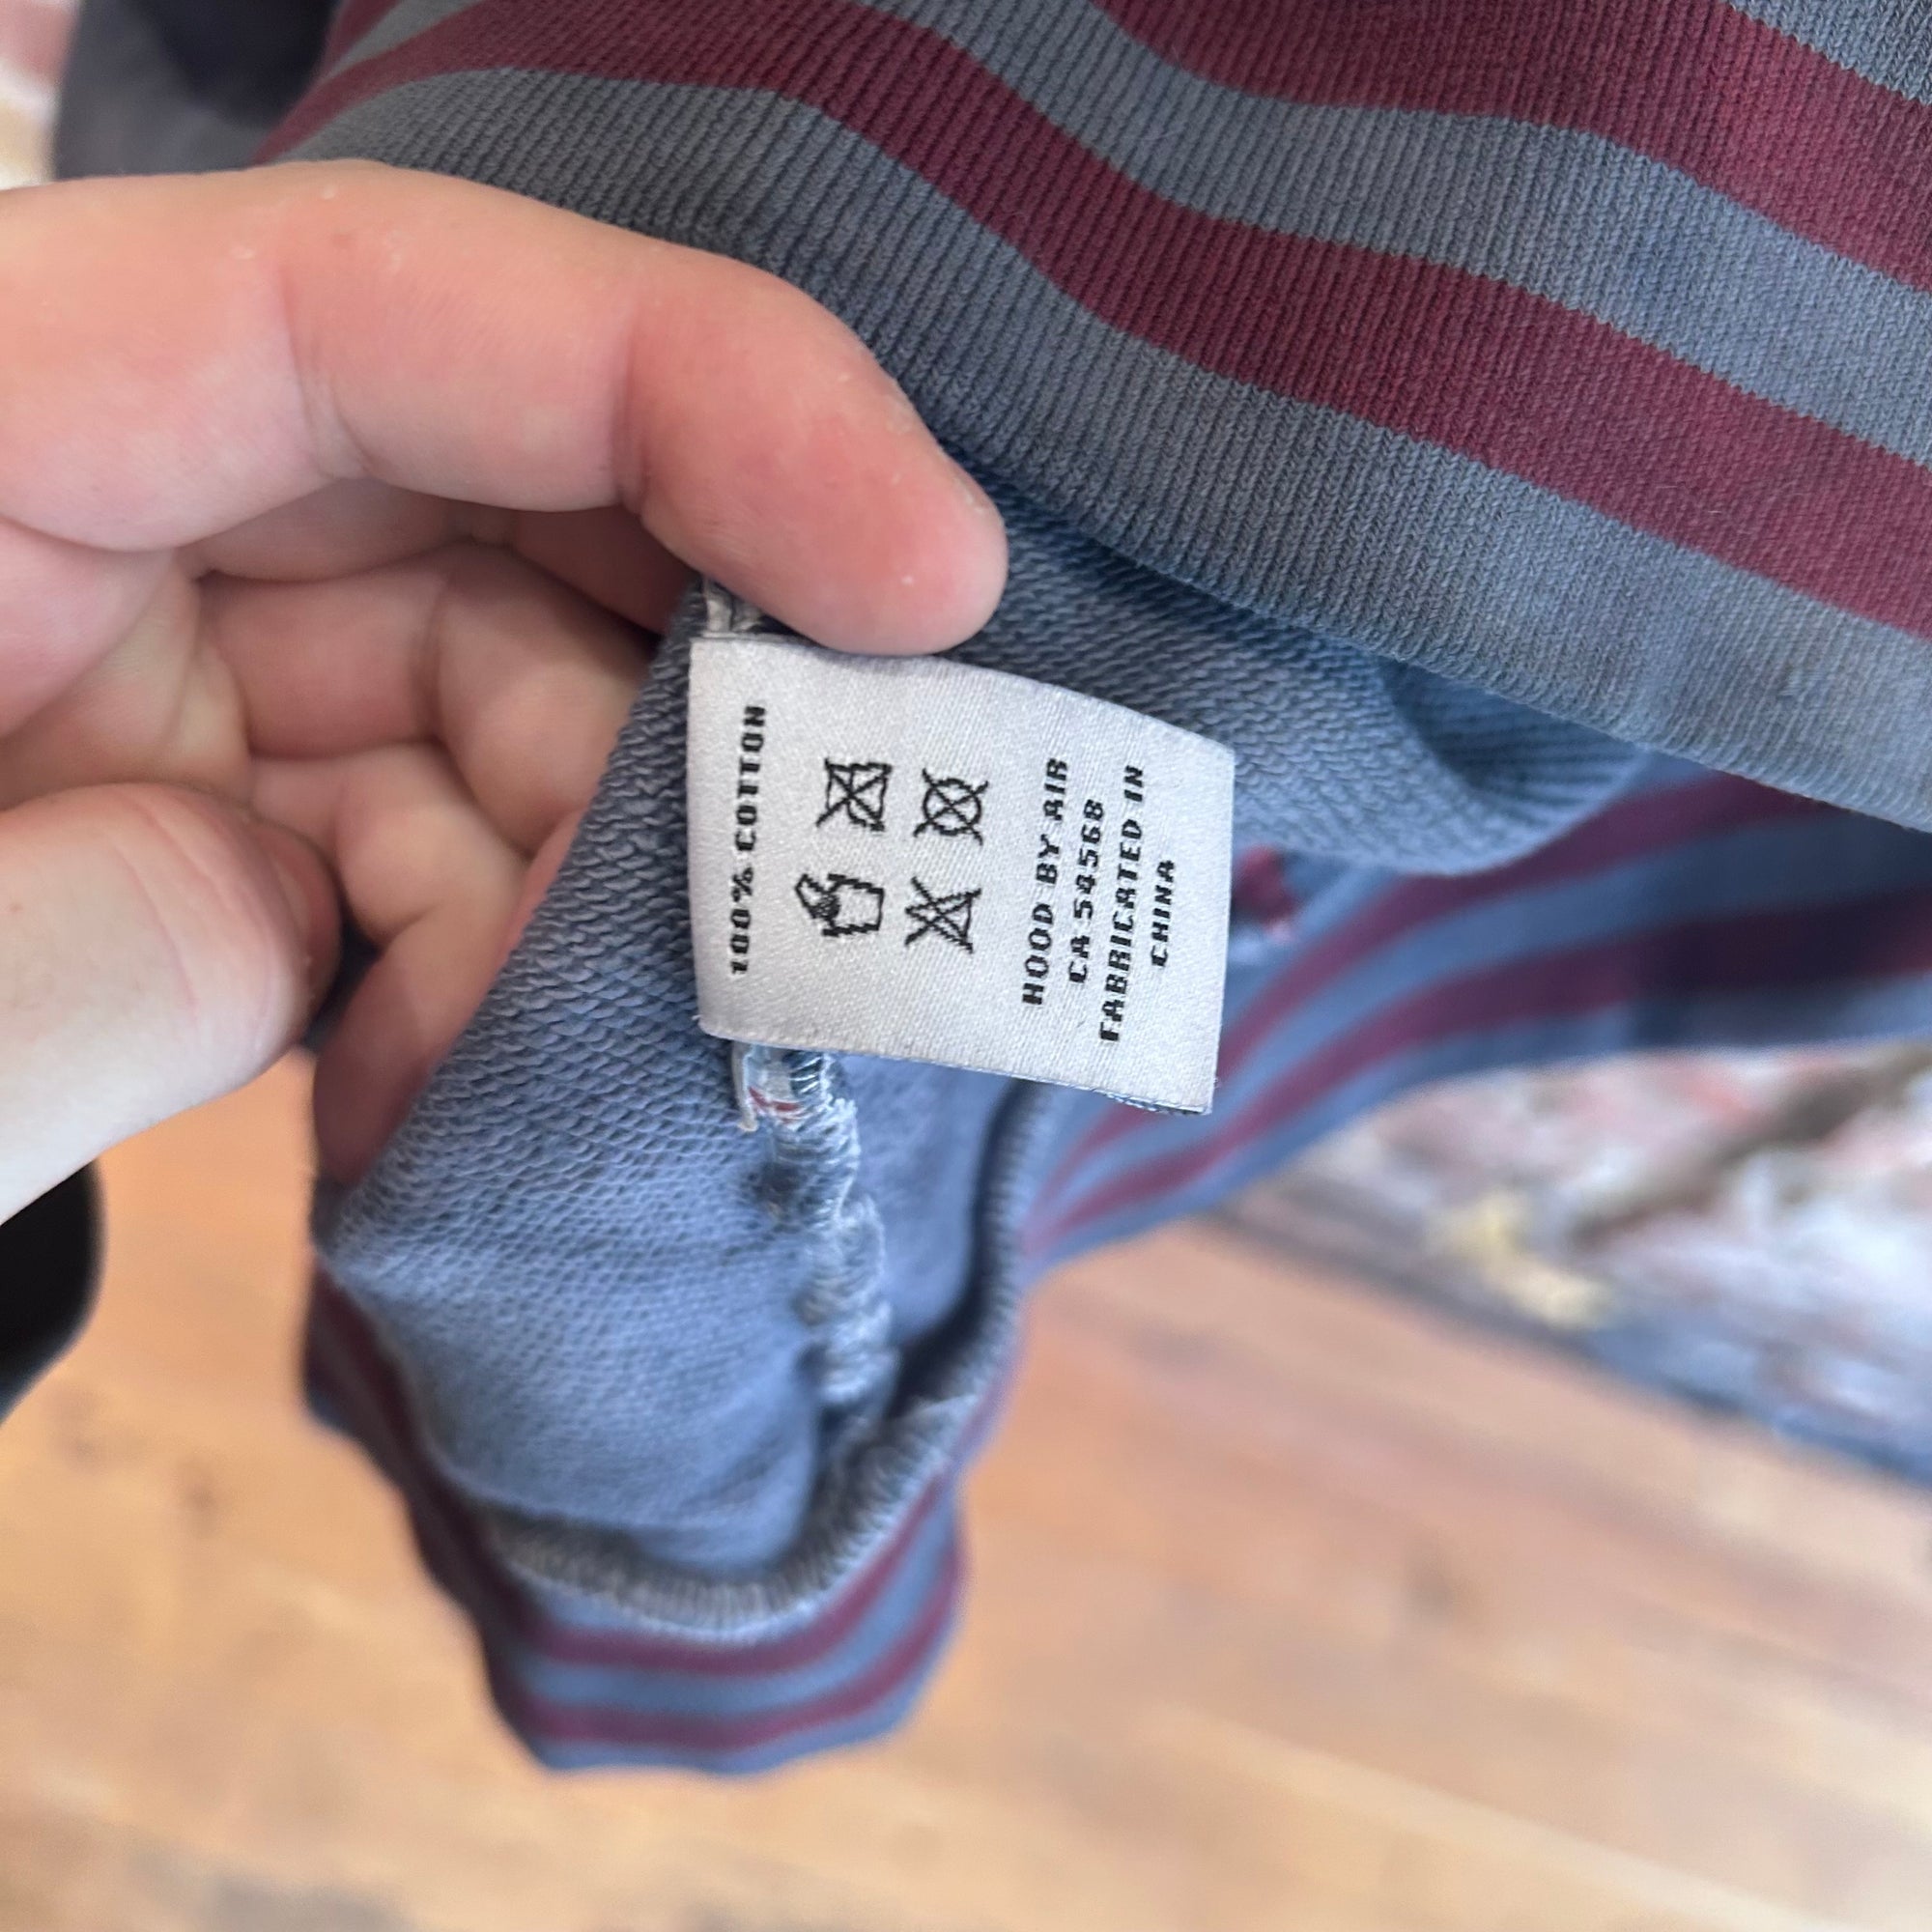 100% COTTON
HOOD BY AIR
CA 54568
FABRICATED IN
CHINA